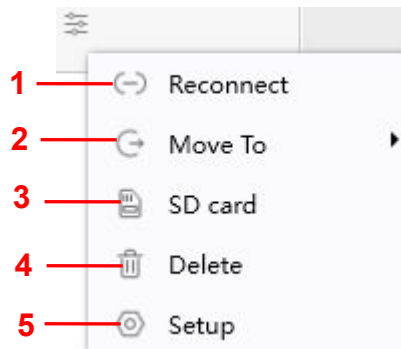 1 Reconnect
2 Move To
3 SD card
4 Delete
5 Setup